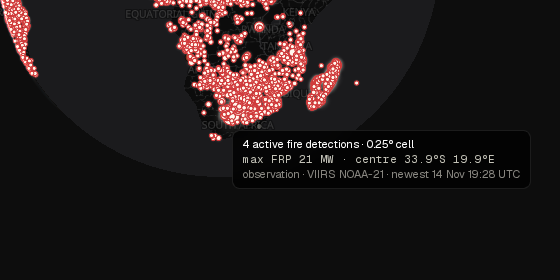 EQUATORIAL
KENYA
SOUTH AFRICA
4 active fire detections · 0.25° cell
max FRP 21 MW · centre 33.9°S 19.9°E
observation · VIIRS NOAA-21 · newest 14 Nov 19:28 UTC